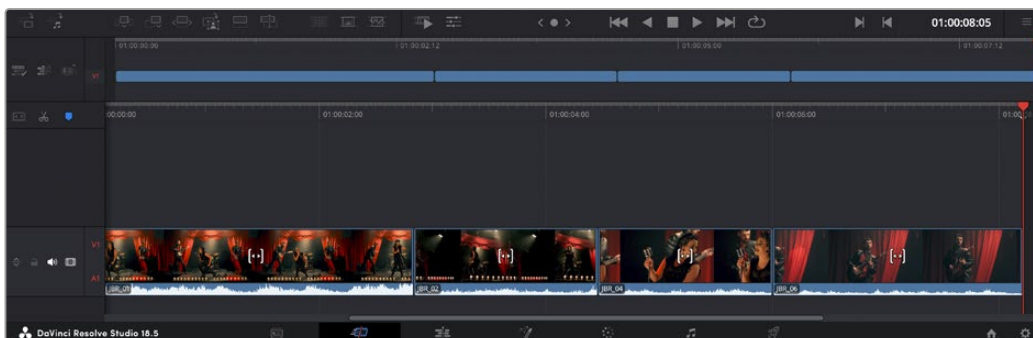 01:00:08:05
01:00:00:00 01:00:02:12 01:00:05:00 01:00:07:12
V1
00:00:00 01:00:02:00 01:00:04:00 01:00:06:00
V1
A1
JBR_01 JBR_02 JBR_04 JBR_06
DaVinci Resolve Studio 18.5